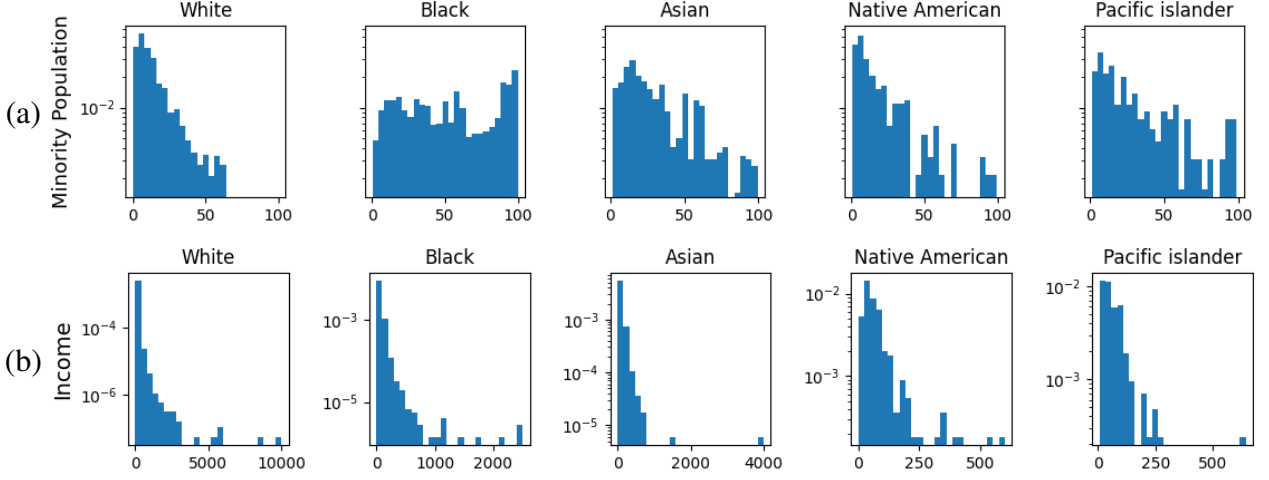 White Black Asian Native American Pacific islander
(a)
Minority Population
10⁻²
0 50 100 0 50 100 0 50 100 0 50 100 0 50 100
White Black Asian Native American Pacific islander
(b)
Income
10⁻⁴ 10⁻³ 10⁻³ 10⁻² 10⁻²
10⁻⁶ 10⁻⁵ 10⁻⁴ 10⁻³ 10⁻³
10⁻⁵
0 5000 10000 0 1000 2000 0 2000 4000 0 250 500 0 250 500